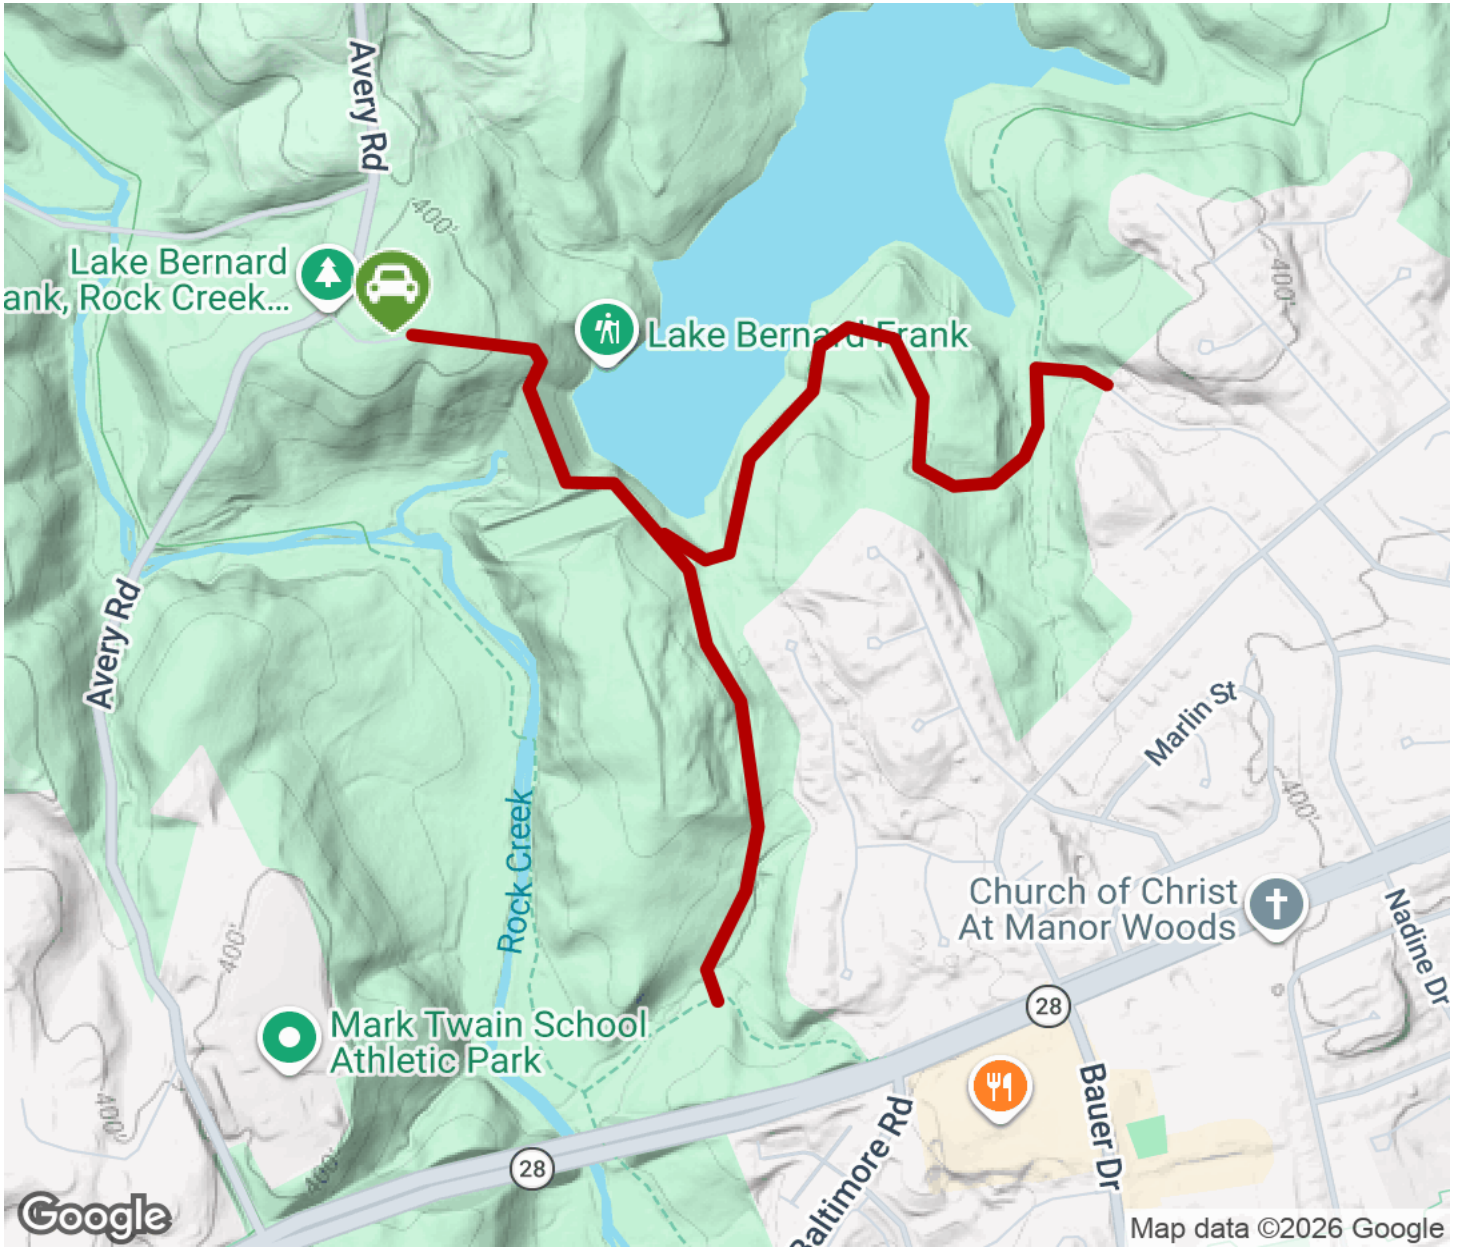 Avery Rd
400'
Lake Bernard
ank, Rock Creek...
Lake Bernard Frank
400'
Avery Rd
Marlin St
400'
Rock Creek
Church of Christ
At Manor Woods
Nadine Dr
400'
28
Mark Twain School
Athletic Park
400'
Bauer Dr
Baltimore Rd
28
400'
Google
Map data ©2026 Google